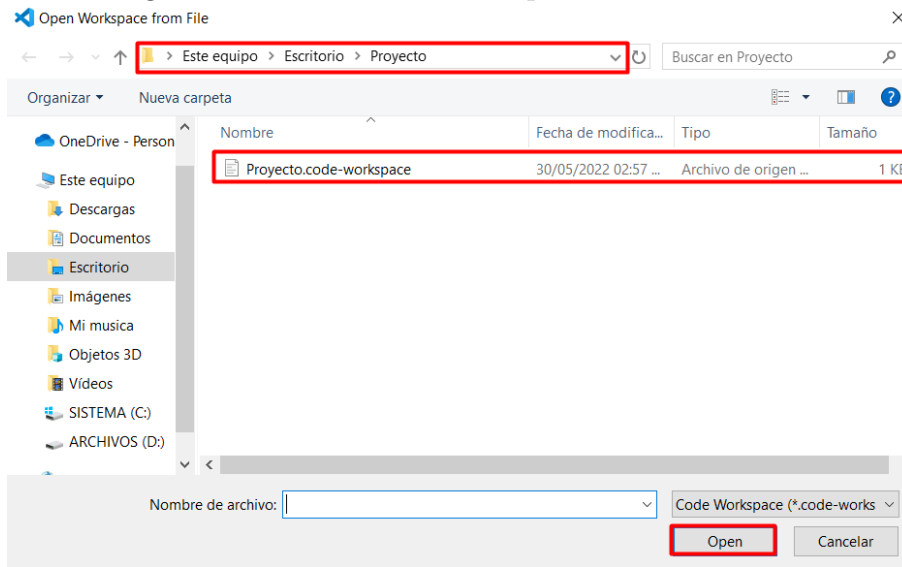 Open Workspace from File
Este equipo > Escritorio > Proyecto
Buscar en Proyecto
Organizar
Nueva carpeta
OneDrive - Person
Nombre
Fecha de modifica...
Tipo
Tamaño
Proyecto.code-workspace
30/05/2022 02:57 ...
Archivo de origen ...
1 KB
Este equipo
Descargas
Documentos
Escritorio
Imágenes
Mi musica
Objetos 3D
Vídeos
SISTEMA (C:)
ARCHIVOS (D:)
Nombre de archivo:
Code Workspace (*.code-works
Open
Cancelar